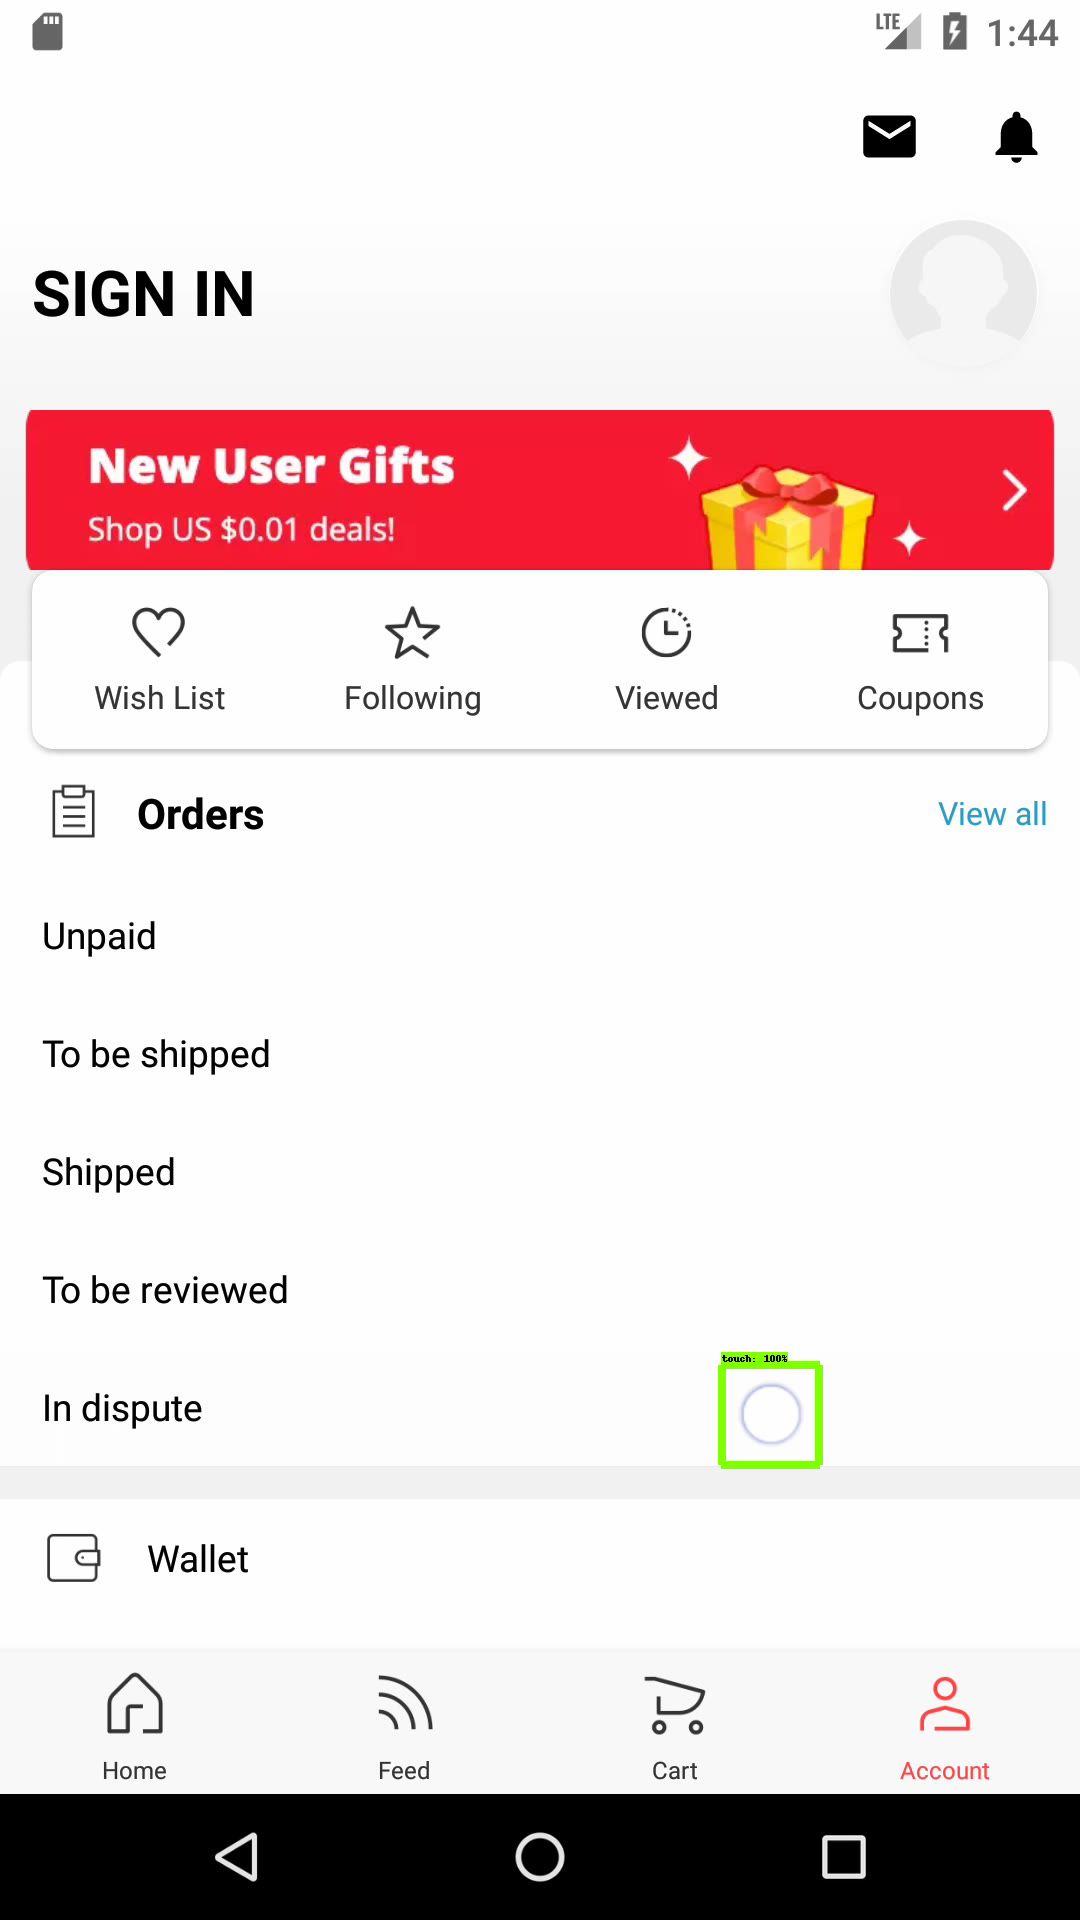 LTE 1:44
SIGN IN
New User Gifts
Shop US $0.01 deals!
Wish List Following Viewed Coupons
Orders View all
Unpaid
To be shipped
Shipped
To be reviewed
touch: 100%
In dispute
Wallet
Home Feed Cart Account